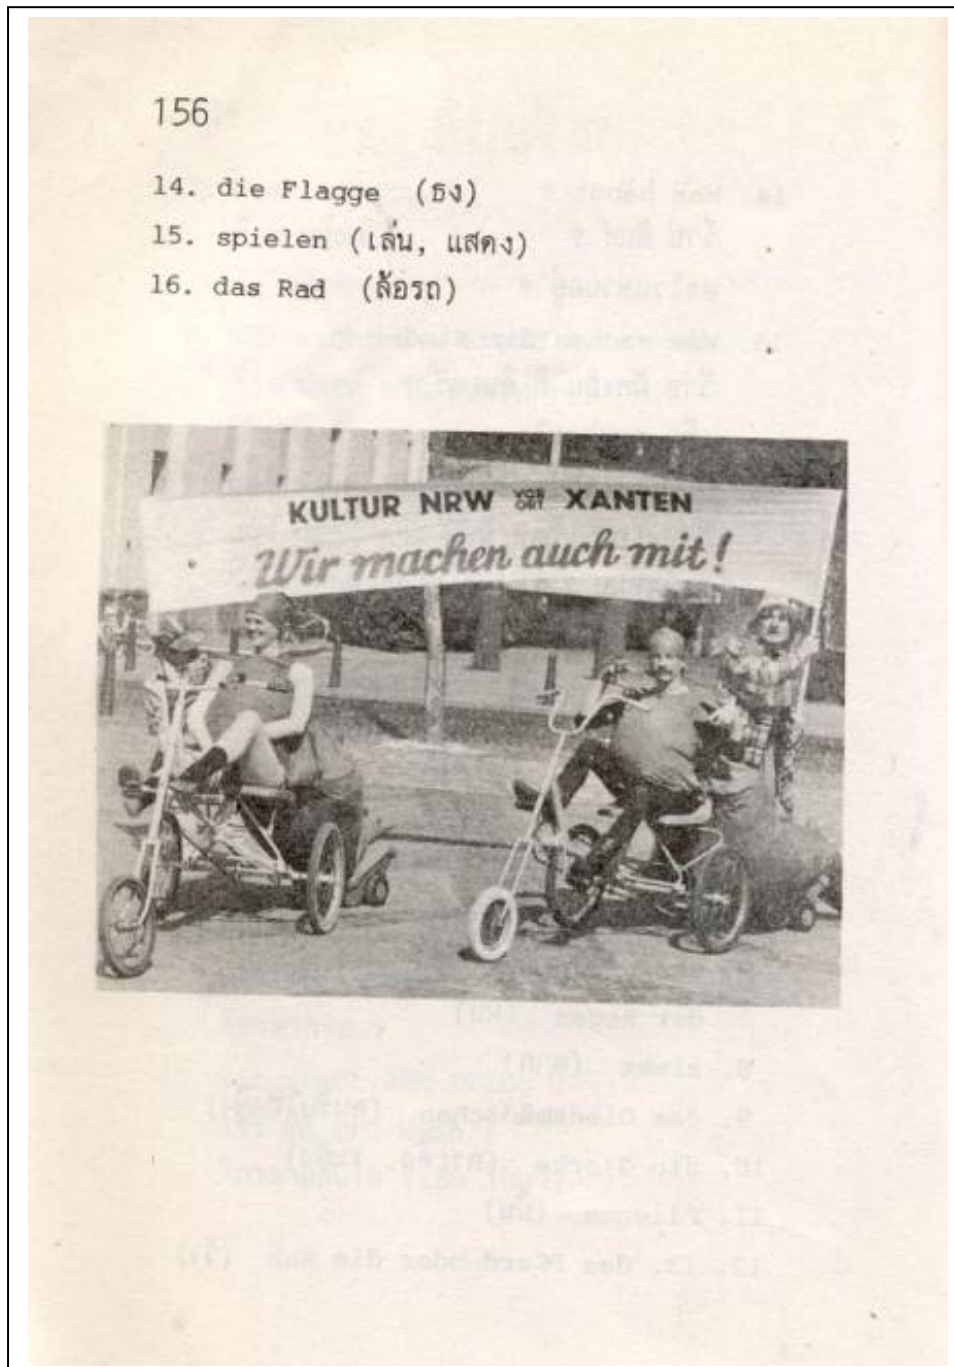 156
14. die Flagge (ธง)
15. spielen (เล่น, แสดง)
16. das Rad (ล้อรถ)
KULTUR NRW XANTEN
Wir machen auch mit!